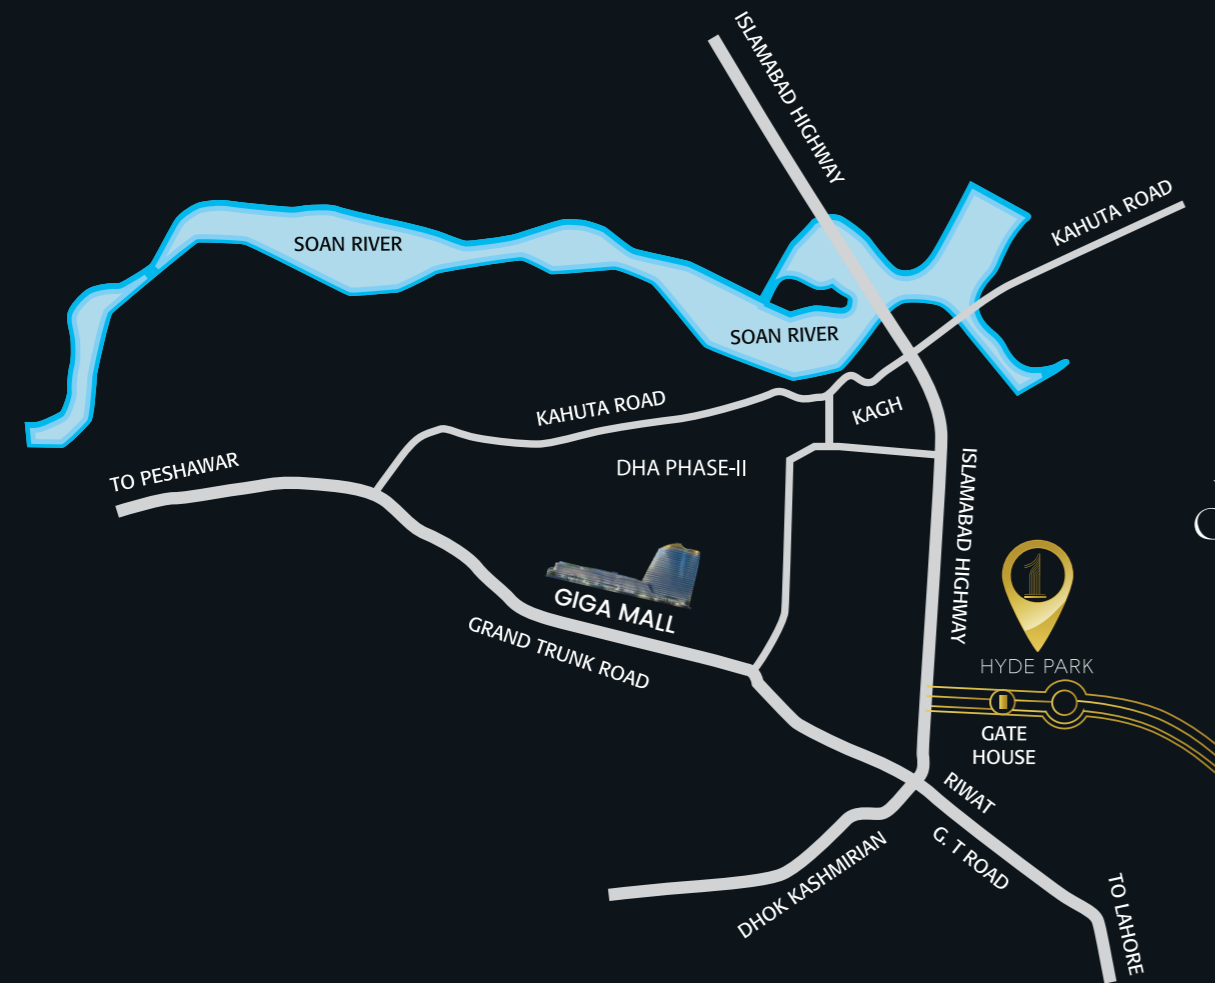 ISLAMABAD HIGHWAY
KAHUTA ROAD
SOAN RIVER
SOAN RIVER
KAHUTA ROAD
KAGH
TO PESHAWAR
DHA PHASE-II
ISLAMABAD HIGHWAY
GIGA MALL
GRAND TRUNK ROAD
1
HYDE PARK
GATE
HOUSE
RIWAT
G. T ROAD
DHOK KASHMIRIAN
TO LAHORE